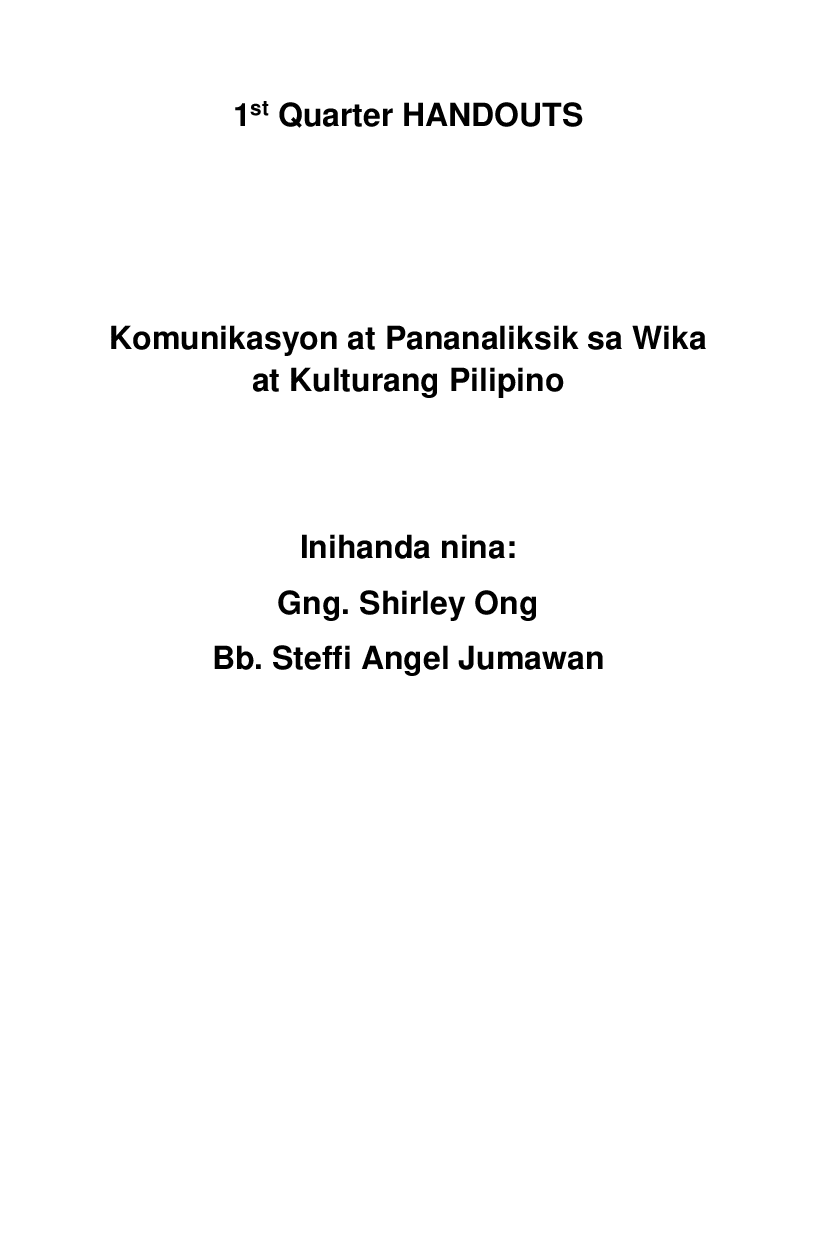 1st Quarter HANDOUTS
Komunikasyon at Pananaliksik sa Wika
at Kulturang Pilipino
Inihanda nina:
Gng. Shirley Ong
Bb. Steffi Angel Jumawan